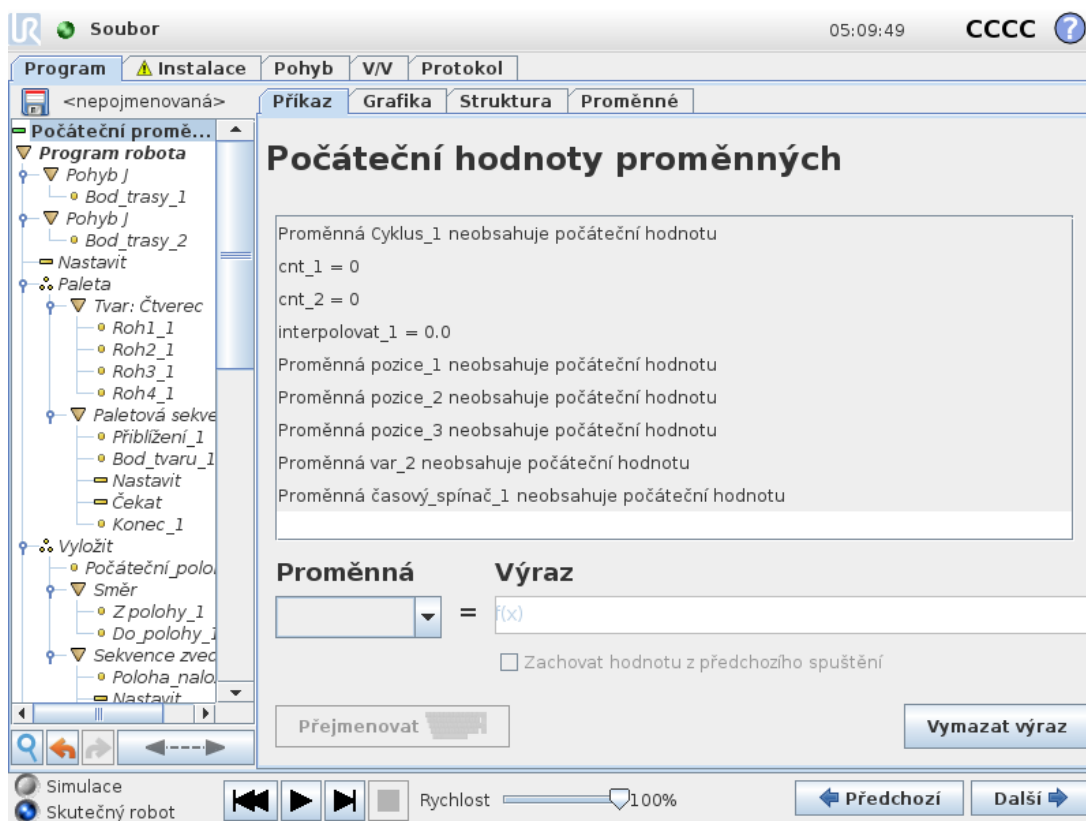 UR Soubor 05:09:49 CCCC ?
Program Instalace Pohyb V/V Protokol
<nepojmenovaná> Příkaz Grafika Struktura Proměnné
Počáteční promě...
Program robota
Pohyb J
Bod_trasy_1
Pohyb J
Bod_trasy_2
Nastavit
Paleta
Tvar: Čtverec
Roh1_1
Roh2_1
Roh3_1
Roh4_1
Paletová sekve
Přiblížení_1
Bod_tvaru_1
Nastavit
Čekat
Konec_1
Vyložit
Počáteční_polo
Směr
Z polohy_1
Do_polohy_1
Sekvence zved
Poloha_nalo
Nastavit
Počáteční hodnoty proměnných
Proměnná Cyklus_1 neobsahuje počáteční hodnotu
cnt_1 = 0
cnt_2 = 0
interpolovat_1 = 0.0
Proměnná pozice_1 neobsahuje počáteční hodnotu
Proměnná pozice_2 neobsahuje počáteční hodnotu
Proměnná pozice_3 neobsahuje počáteční hodnotu
Proměnná var_2 neobsahuje počáteční hodnotu
Proměnná časový_spínač_1 neobsahuje počáteční hodnotu
Proměnná Výraz
= f(x)
Zachovat hodnotu z předchozího spuštění
Přejmenovat Vymazat výraz
Simulace
Skutečný robot
Rychlost 100%
Předchozí Další